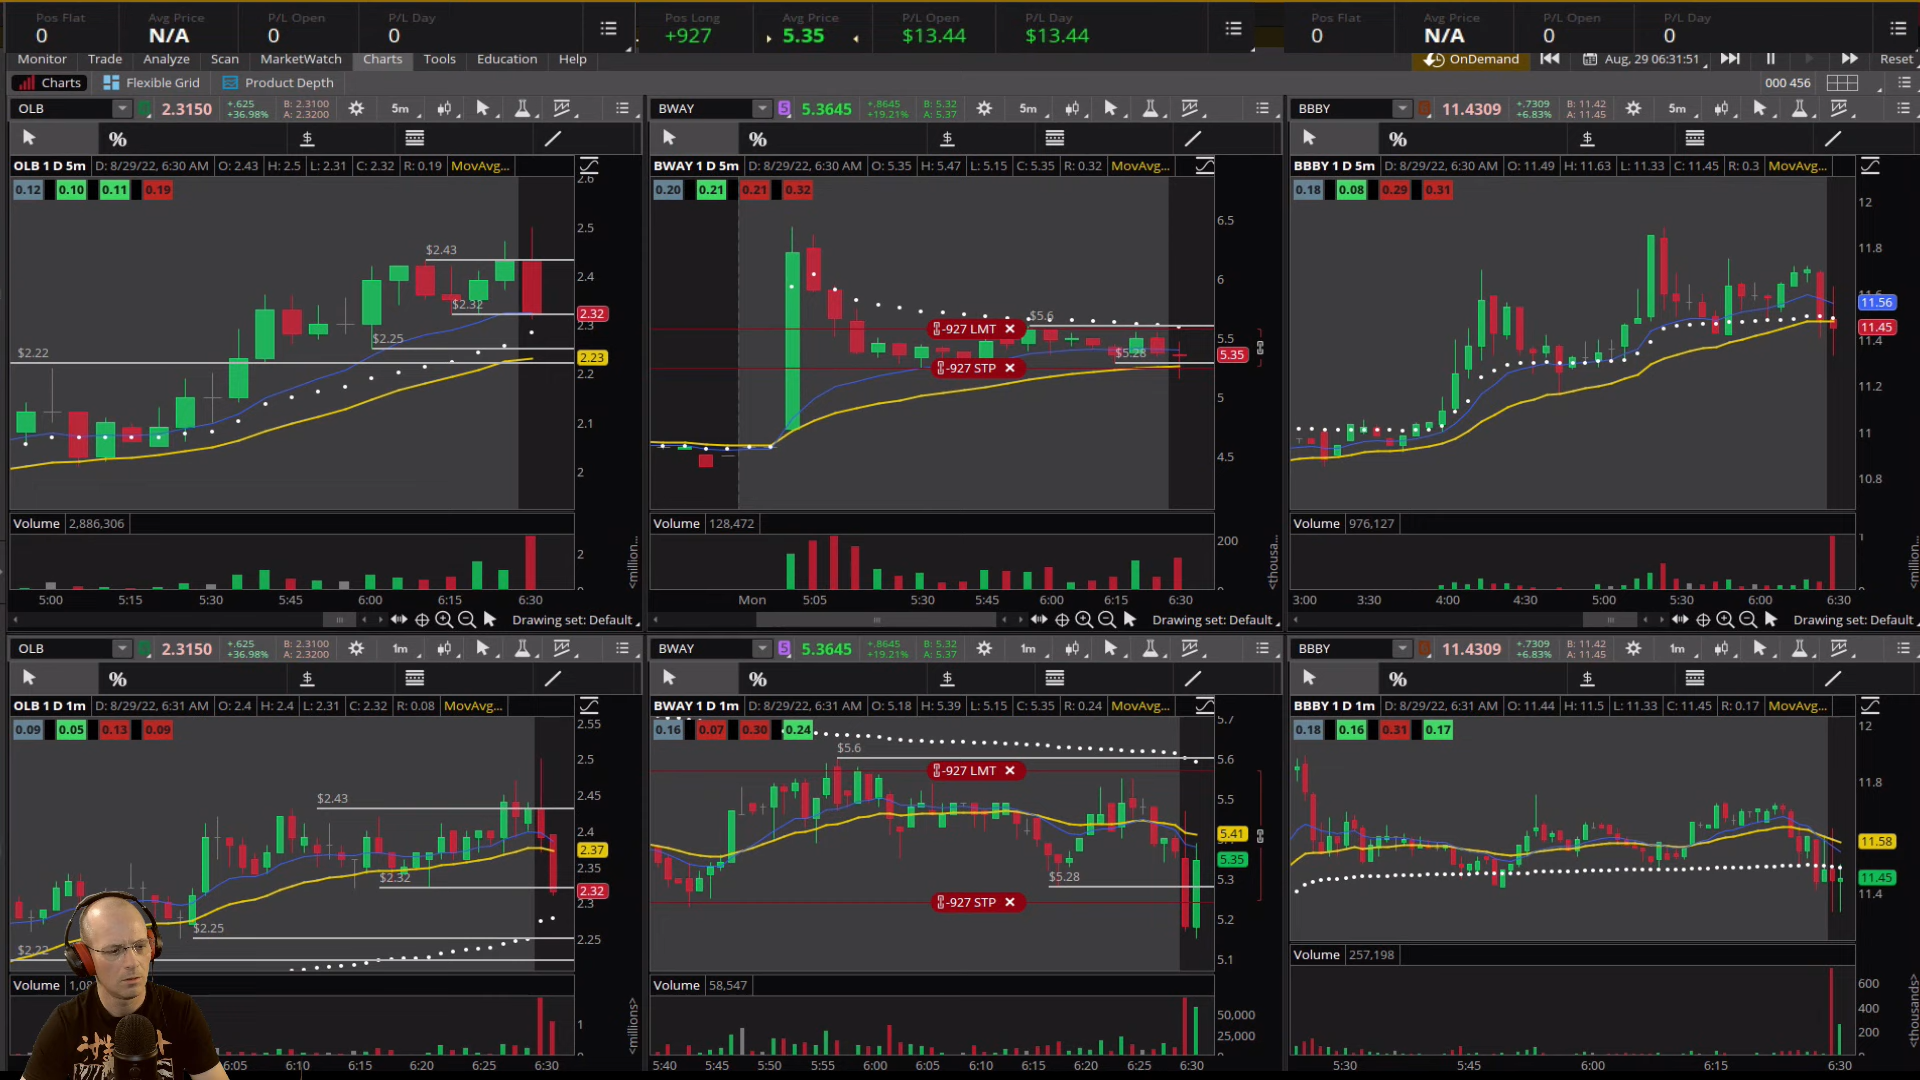 Pos Flat Avg Price P/L Open P/L Day
0 N/A 0 0
Pos Long Avg Price P/L Open P/L Day
+927 5.35 $13.44 $13.44
Pos Flat Avg Price P/L Open P/L Day
0 N/A 0 0
Monitor Trade Analyze Scan MarketWatch Charts Tools Education Help
OnDemand Aug, 29 06:31:51 Reset
Charts Flexible Grid Product Depth
000 456
OLB 2.3150 +.625 +36.98% B: 2.3100 A: 2.3200 5m
%
$
OLB 1 D 5m D: 8/29/22, 6:30 AM O: 2.43 H: 2.5 L: 2.31 C: 2.32 R: 0.19 MovAvg...
0.12 0.10 0.11 0.19
$2.43
$2.32
$2.25
$2.22
2.6
2.5
2.4
2.32
2.3
2.23
2.2
2.1
2
Volume 2,886,306
2
<million...
5:00 5:15 5:30 5:45 6:00 6:15 6:30
Drawing set: Default
BWAY 5.3645 +.8645 +19.21% B: 5.32 A: 5.37 5m
%
$
BWAY 1 D 5m D: 8/29/22, 6:30 AM O: 5.35 H: 5.47 L: 5.15 C: 5.35 R: 0.32 MovAvg...
0.20 0.21 0.21 0.32
$5.6
-927 LMT
$5.28
-927 STP
6.5
6
5.5
5.35
5
4.5
Volume 128,472
200
<thousa...
Mon 5:05 5:30 5:45 6:00 6:15 6:30
Drawing set: Default
BBBY 11.4309 +.7309 +6.83% B: 11.42 A: 11.45 5m
%
$
BBBY 1 D 5m D: 8/29/22, 6:30 AM O: 11.49 H: 11.63 L: 11.33 C: 11.45 R: 0.3 MovAvg...
0.18 0.08 0.29 0.31
12
11.8
11.56
11.45
11.4
11.2
11
10.8
Volume 976,127
1
<million...
3:00 3:30 4:00 4:30 5:00 5:30 6:00 6:30
Drawing set: Default
OLB 2.3150 +.625 +36.98% B: 2.3100 A: 2.3200 1m
%
$
OLB 1 D 1m D: 8/29/22, 6:31 AM O: 2.4 H: 2.4 L: 2.31 C: 2.32 R: 0.08 MovAvg...
0.09 0.05 0.13 0.09
$2.43
$2.32
$2.25
$2.22
2.55
2.5
2.45
2.4
2.37
2.35
2.32
2.3
2.25
Volume
1
<millions>
6:05 6:10 6:15 6:20 6:25 6:30
BWAY 5.3645 +.8645 +19.21% B: 5.32 A: 5.37 1m
%
$
BWAY 1 D 1m D: 8/29/22, 6:31 AM O: 5.18 H: 5.39 L: 5.15 C: 5.35 R: 0.24 MovAvg...
0.16 0.07 0.30 0.24
$5.6
-927 LMT
$5.28
-927 STP
5.7
5.6
5.5
5.41
5.35
5.3
5.2
5.1
Volume 58,547
50,000
25,000
5:40 5:45 5:50 5:55 6:00 6:05 6:10 6:15 6:20 6:25 6:30
BBBY 11.4309 +.7309 +6.83% B: 11.42 A: 11.45 1m
%
$
BBBY 1 D 1m D: 8/29/22, 6:31 AM O: 11.44 H: 11.5 L: 11.33 C: 11.45 R: 0.17 MovAvg...
0.18 0.16 0.31 0.17
12
11.8
11.58
11.45
11.4
Volume 257,198
600
400
200
<thousands>
5:30 5:45 6:00 6:15 6:30